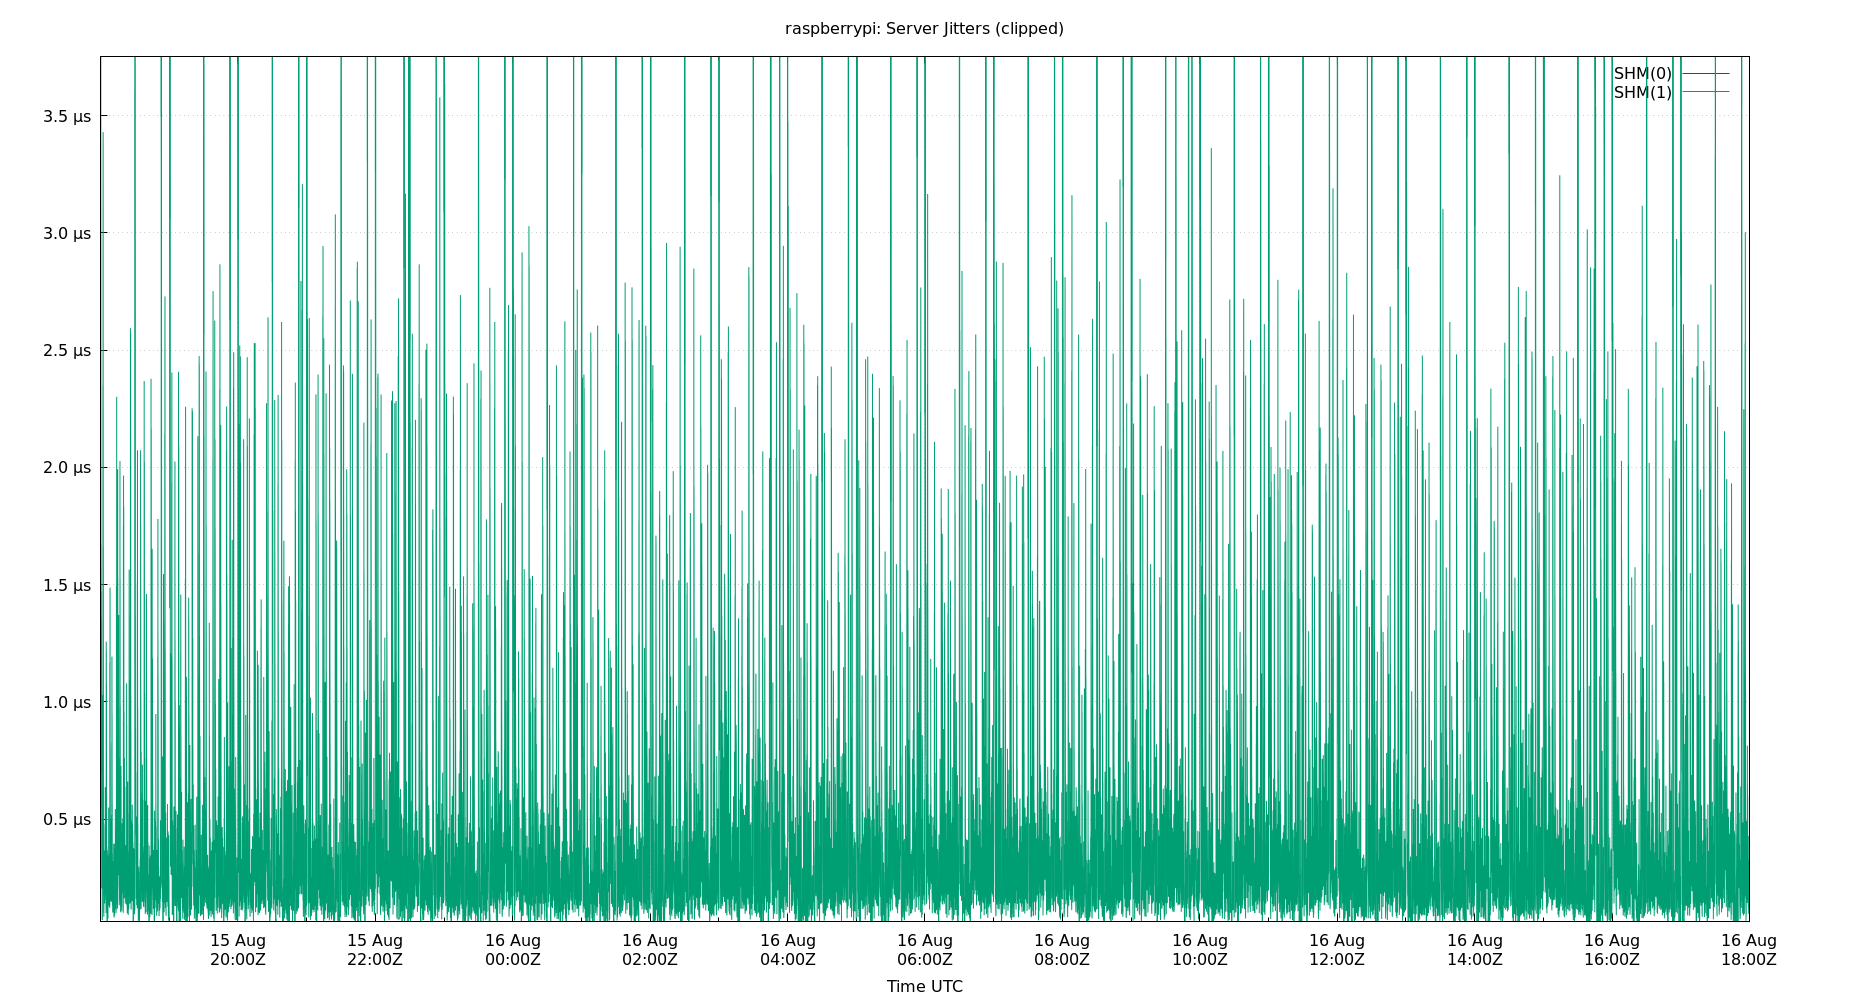 raspberrypi: Server Jitters (clipped)
SHM(0)
SHM(1)
3.5 µs
3.0 µs
2.5 µs
2.0 µs
1.5 µs
1.0 µs
0.5 µs
15 Aug 15 Aug 16 Aug 16 Aug 16 Aug 16 Aug 16 Aug 16 Aug 16 Aug 16 Aug 16 Aug 16 Aug
20:00Z 22:00Z 00:00Z 02:00Z 04:00Z 06:00Z 08:00Z 10:00Z 12:00Z 14:00Z 16:00Z 18:00Z
Time UTC